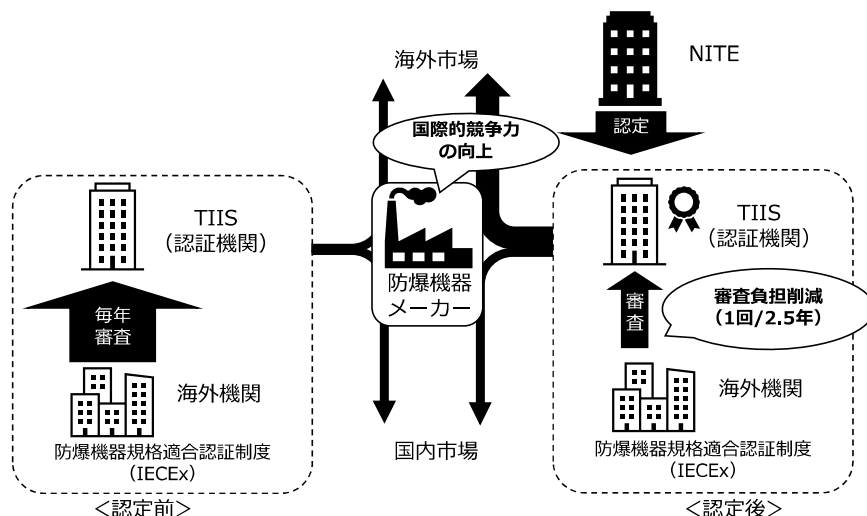 海外市場
NITE
認定
国際的競争力
の向上
TIIS
（認証機関）
毎年
審査
海外機関
防爆機器規格適合認証制度
（IECEx）
＜認定前＞
防爆機器
メーカー
国内市場
TIIS
（認証機関）
審査
審査負担削減
（1回/2.5年）
海外機関
防爆機器規格適合認証制度
（IECEx）
＜認定後＞